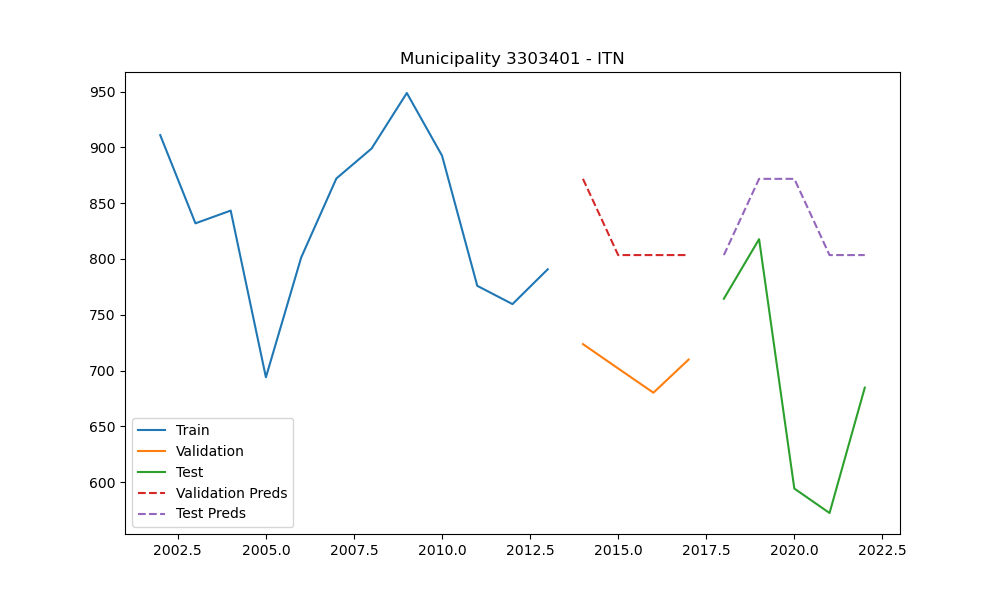 Municipality 3303401 - ITN
950
900
850
800
750
700
650
600
Train
Validation
Test
Validation Preds
Test Preds
2002.5 2005.0 2007.5 2010.0 2012.5 2015.0 2017.5 2020.0 2022.5